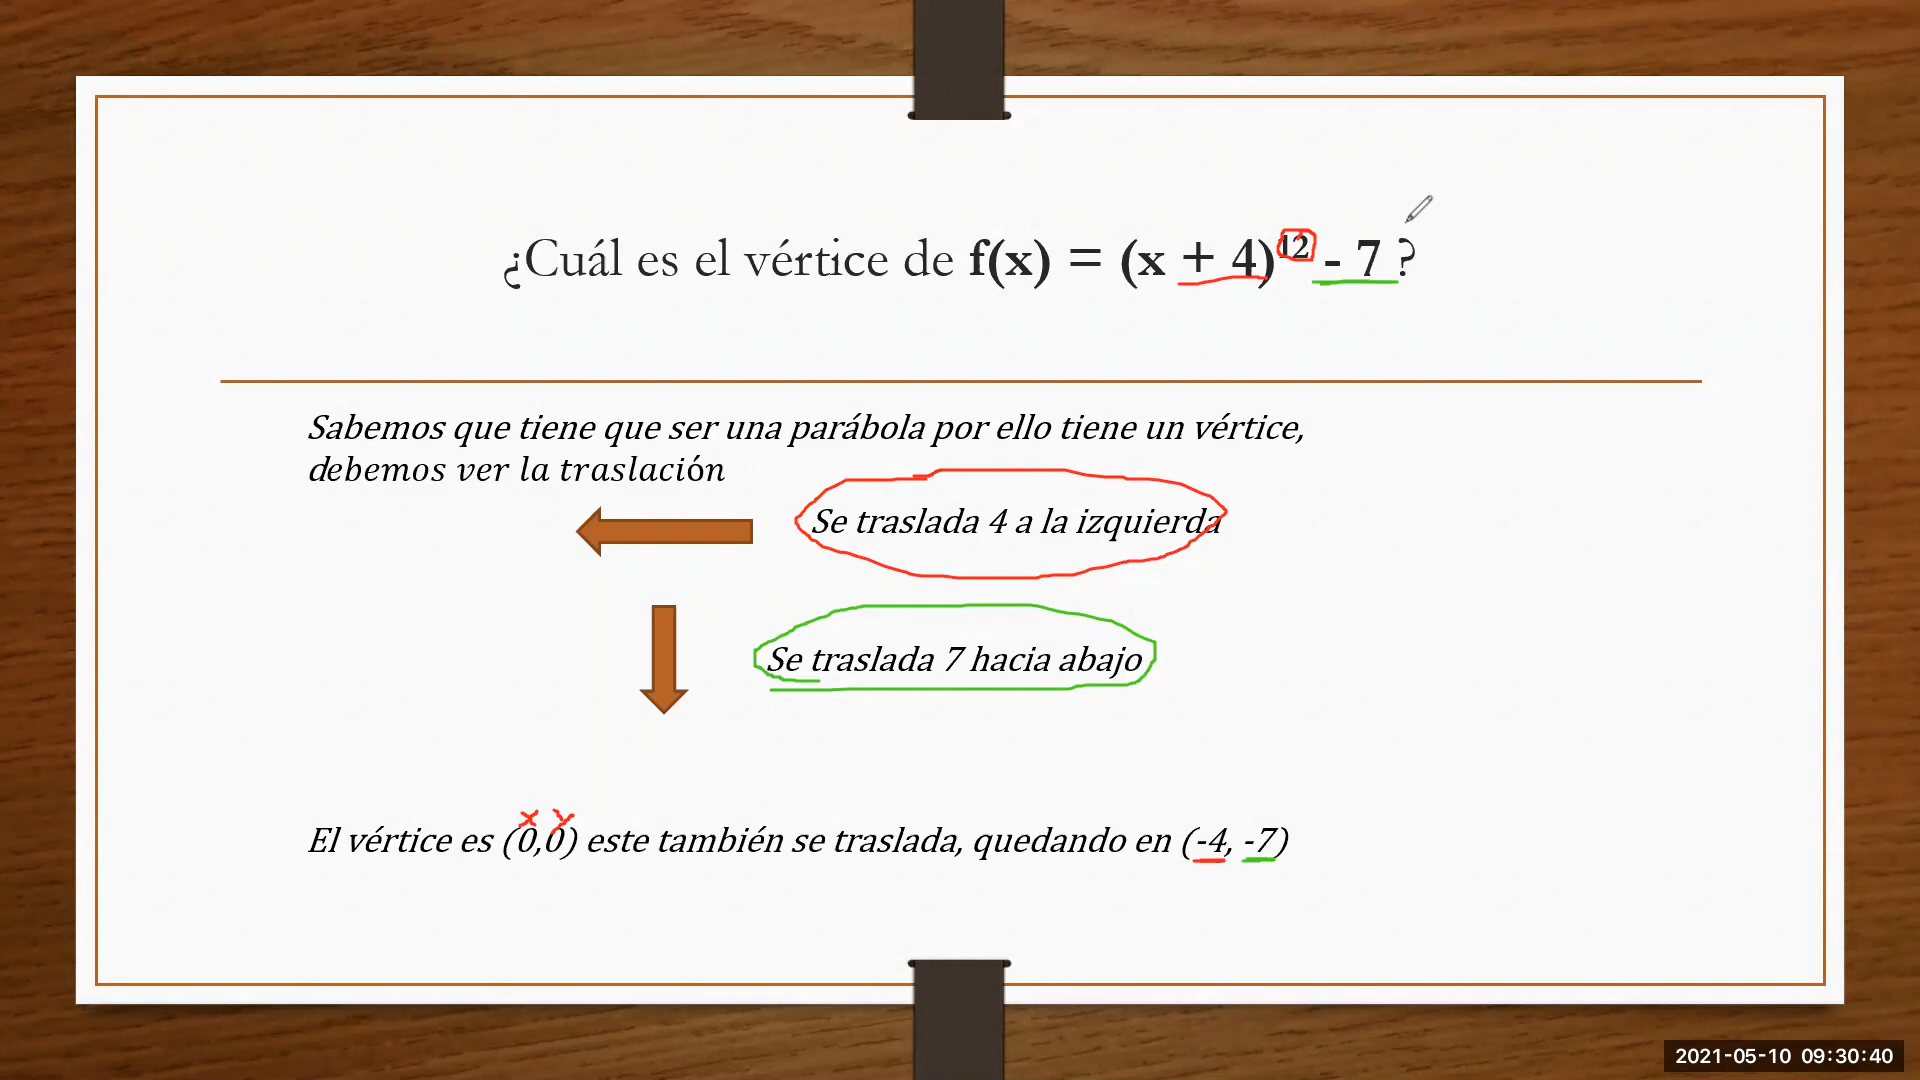 ¿Cuál es el vértice de f(x) = (x + 4)¹² - 7 ?
Sabemos que tiene que ser una parábola por ello tiene un vértice,
debemos ver la traslación
Se traslada 4 a la izquierda
Se traslada 7 hacia abajo
x y
El vértice es (0,0) este también se traslada, quedando en (-4, -7)
2021-05-10 09:30:40